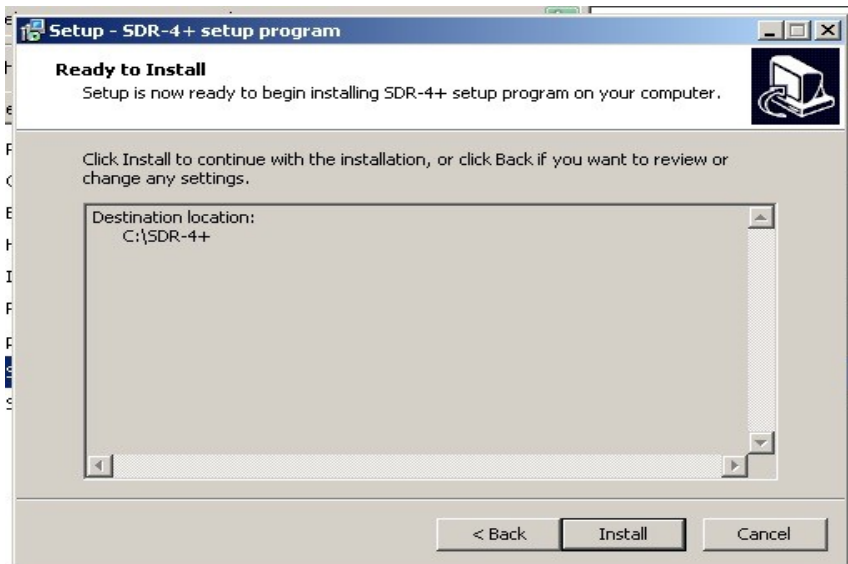 Setup - SDR-4+ setup program
Ready to Install
Setup is now ready to begin installing SDR-4+ setup program on your computer.
Click Install to continue with the installation, or click Back if you want to review or
change any settings.
Destination location:
C:\SDR-4+
< Back
Install
Cancel